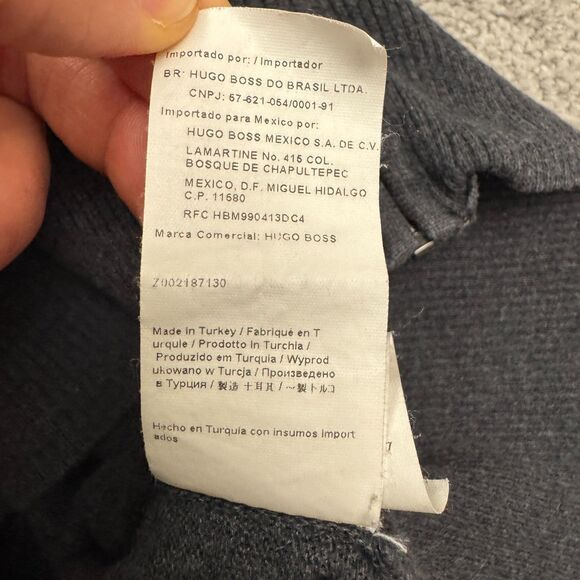 Importado por: / Importador
BR: HUGO BOSS DO BRASIL LTDA.
CNPJ: 57-621-054/0001-91
Importado para Mexico por:
HUGO BOSS MEXICO S.A. DE C.V.
LAMARTINE No. 415 COL.
BOSQUE DE CHAPULTEPEC
MEXICO, D.F. MIGUEL HIDALGO
C.P. 11580
RFC HBM990413DC4
Marca Comercial: HUGO BOSS
Z002187130
Made in Turkey / Fabriqué en T
urquie / Prodotto in Turchia /
Produzido em Turquia / Wyprod
ukowano w Turcja / Произведено
в Турция / 製造 土耳其 / ～製トルコ
Hecho en Turquia con insumos import
ados